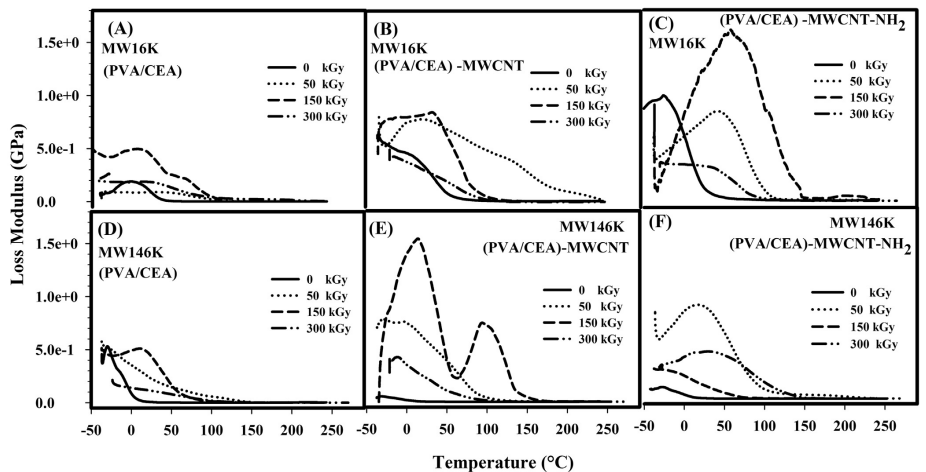 (A)
MW16K
(PVA/CEA)
0 kGy
50 kGy
150 kGy
300 kGy
(B)
MW16K
(PVA/CEA) -MWCNT
0 kGy
50 kGy
150 kGy
300 kGy
(C)
(PVA/CEA) -MWCNT-NH2
MW16K
0 kGy
50 kGy
150 kGy
300 kGy
1.5e+0
1.0e+0
5.0e-1
0.0
Loss Modulus (GPa)
(D)
MW146K
(PVA/CEA)
0 kGy
50 kGy
150 kGy
300 kGy
(E)
MW146K
(PVA/CEA)-MWCNT
0 kGy
50 kGy
150 kGy
300 kGy
(F)
MW146K
(PVA/CEA)-MWCNT-NH2
0 kGy
50 kGy
150 kGy
300 kGy
1.5e+0
1.0e+0
5.0e-1
0.0
-50 0 50 100 150 200 250
-50 0 50 100 150 200 250
-50 0 50 100 150 200 250
Temperature (°C)